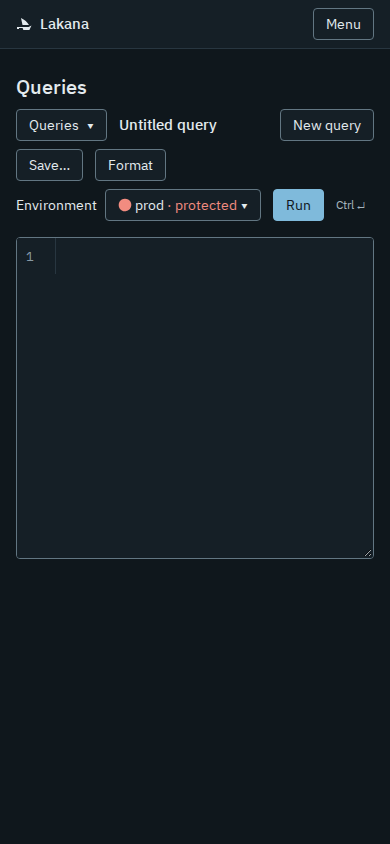 Lakana Menu
Queries
Queries ▾ Untitled query New query
Save... Format
Environment prod · protected ▾ Run Ctrl ↵
1